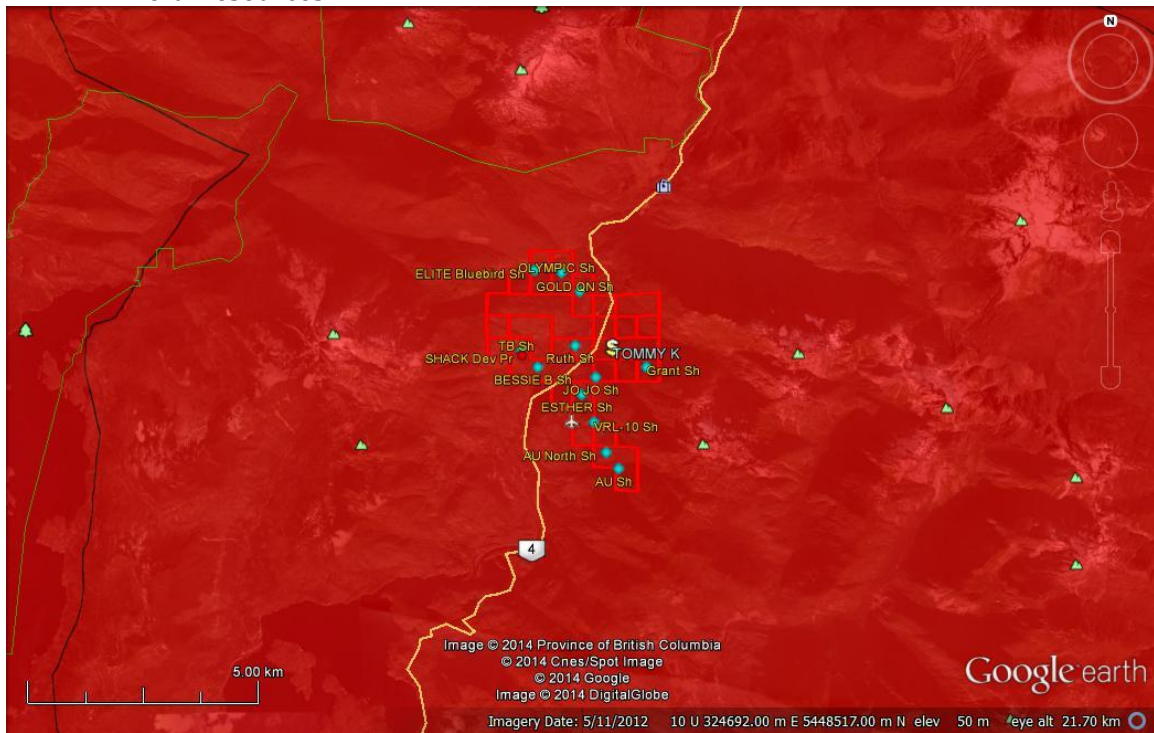 N
OLYMPIC Sh
ELITE Bluebird Sh
GOLD QN Sh
TB Sh
TOMMY K
SHACK Dev Pr
Ruth Sh
Grant Sh
BESSIE B Sh
JO JO Sh
ESTHER Sh
VRL-10 Sh
AU North Sh
AU Sh
4
Image © 2014 Province of British Columbia
© 2014 Cnes/Spot Image
© 2014 Google
Image © 2014 DigitalGlobe
5.00 km
Google earth
Imagery Date: 5/11/2012 10 U 324692.00 m E 5448517.00 m N elev 50 m eye alt 21.70 km